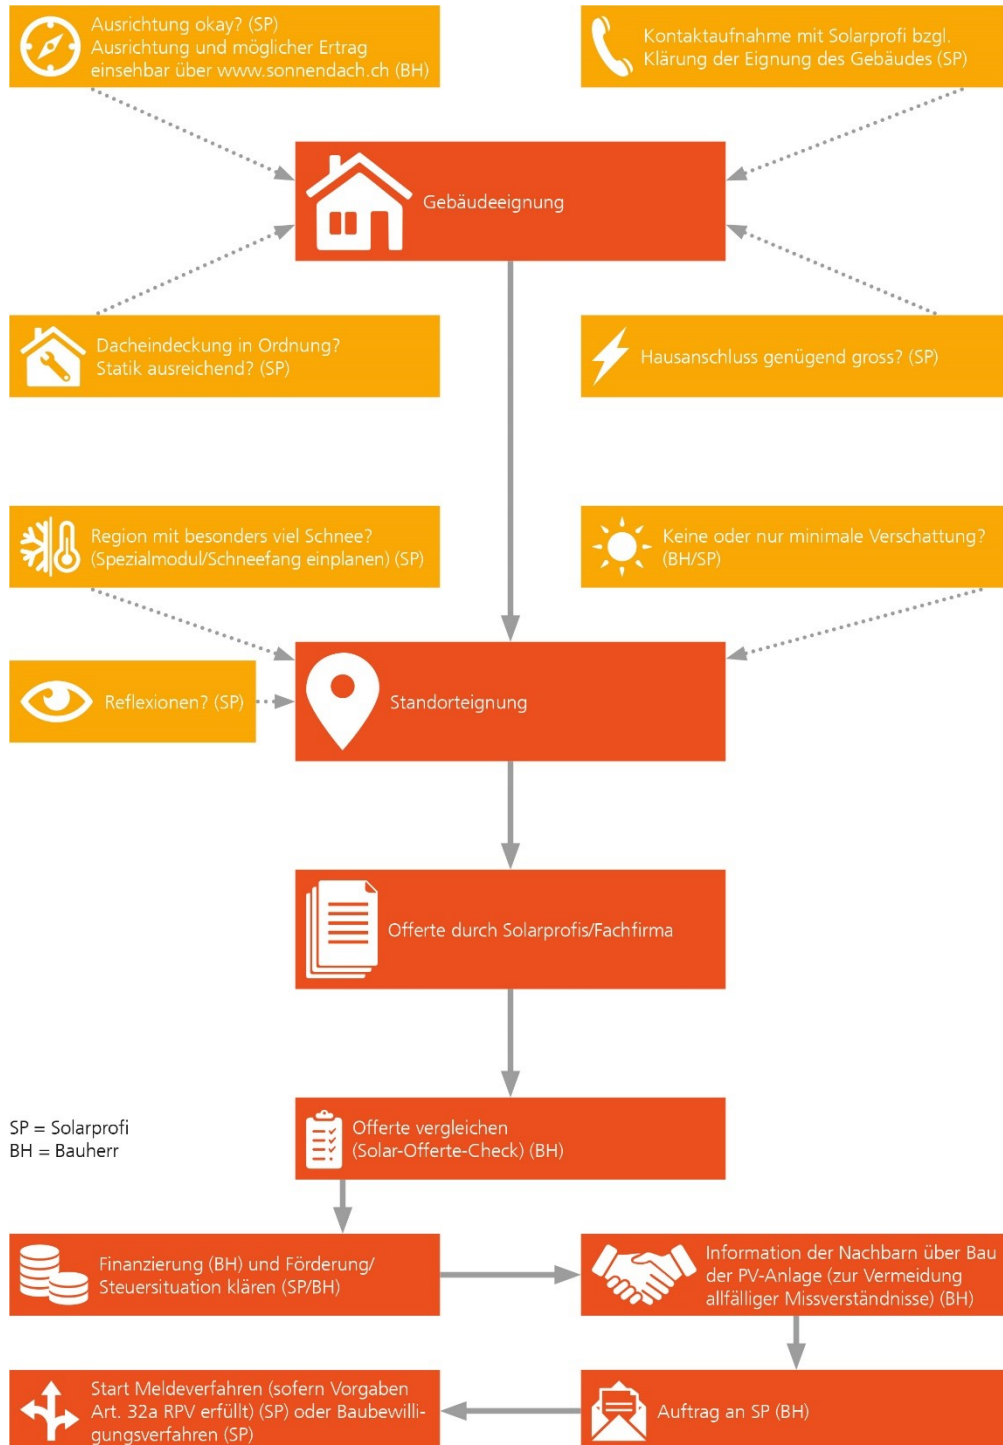 Ausrichtung okay? (SP)
Ausrichtung und möglicher Ertrag
einsehbar über www.sonnendach.ch (BH)
Kontaktaufnahme mit Solarprofi bzgl.
Klärung der Eignung des Gebäudes (SP)
Gebäudeeignung
Dacheindeckung in Ordnung?
Statik ausreichend? (SP)
Hausanschluss genügend gross? (SP)
Region mit besonders viel Schnee?
(Spezialmodul/Schneefang einplanen) (SP)
Keine oder nur minimale Verschattung?
(BH/SP)
Reflexionen? (SP)
Standorteignung
Offerte durch Solarprofis/Fachfirma
SP = Solarprofi
BH = Bauherr
Offerte vergleichen
(Solar-Offerte-Check) (BH)
Finanzierung (BH) und Förderung/
Steuersituation klären (SP/BH)
Information der Nachbarn über Bau
der PV-Anlage (zur Vermeidung
allfälliger Missverständnisse) (BH)
Start Meldeverfahren (sofern Vorgaben
Art. 32a RPV erfüllt) (SP) oder Baubewilli-
gungsverfahren (SP)
Auftrag an SP (BH)